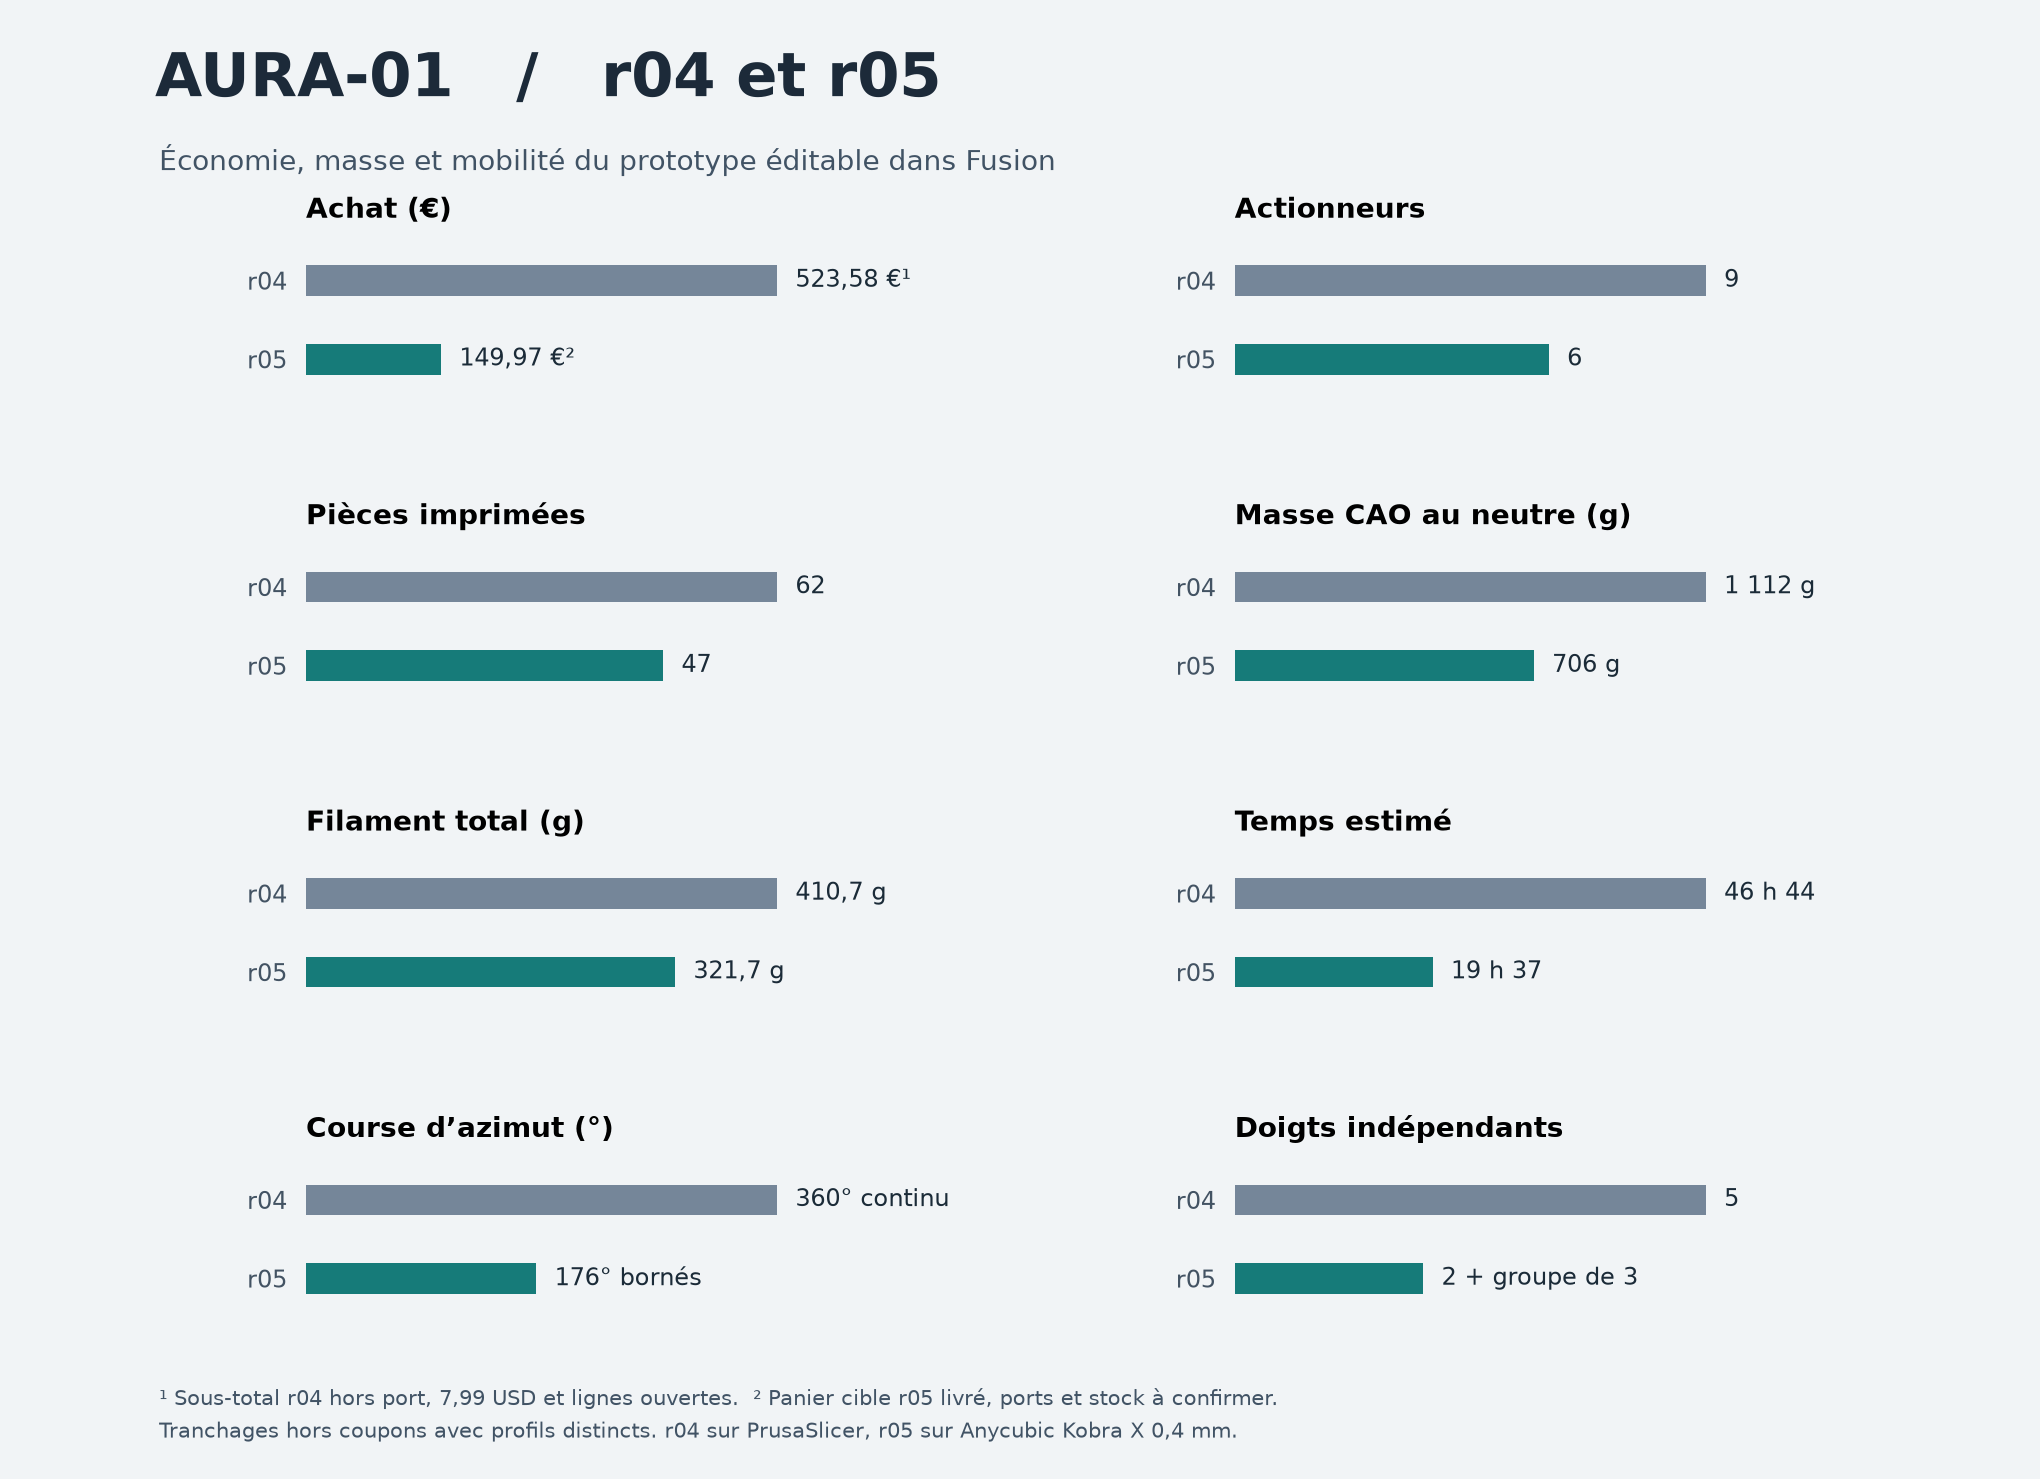 AURA-01 / r04 et r05
Économie, masse et mobilité du prototype éditable dans Fusion
Achat (€)
r04 523,58 €¹
r05 149,97 €²
Actionneurs
r04 9
r05 6
Pièces imprimées
r04 62
r05 47
Masse CAO au neutre (g)
r04 1 112 g
r05 706 g
Filament total (g)
r04 410,7 g
r05 321,7 g
Temps estimé
r04 46 h 44
r05 19 h 37
Course d’azimut (°)
r04 360° continu
r05 176° bornés
Doigts indépendants
r04 5
r05 2 + groupe de 3
¹ Sous-total r04 hors port, 7,99 USD et lignes ouvertes. ² Panier cible r05 livré, ports et stock à confirmer.
Tranchages hors coupons avec profils distincts. r04 sur PrusaSlicer, r05 sur Anycubic Kobra X 0,4 mm.